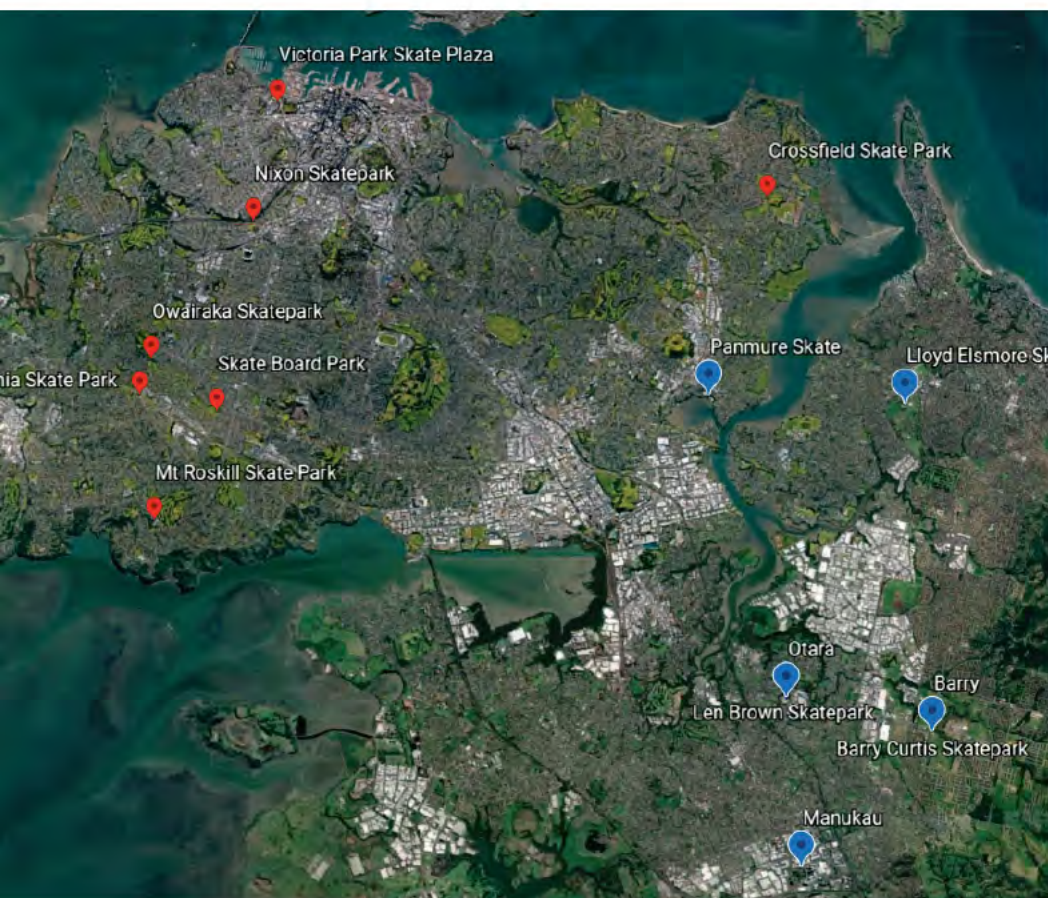 Victoria Park Skate Plaza
Crossfield Skate Park
Nixon Skatepark
Owairaka Skatepark
Panmure Skate
Lloyd Elsmore Sk
Skate Board Park
nia Skate Park
Mt Roskill Skate Park
Otara
Barry
Len Brown Skatepark
Barry Curtis Skatepark
Manukau